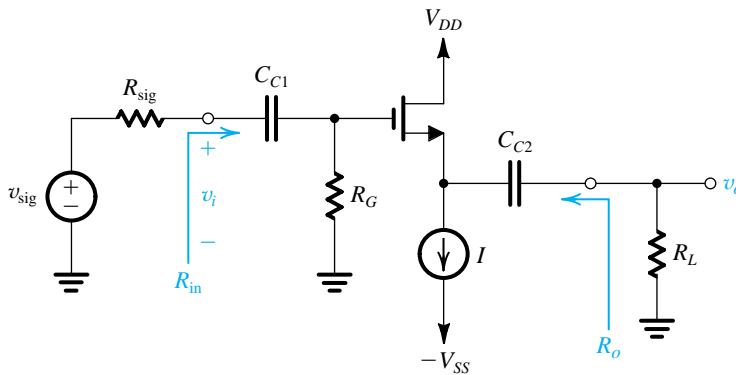 V_DD
C_C1
R_sig
C_C2
+
v_i
−
R_in
v_sig
+
−
R_G
I
−V_SS
R_o
R_L